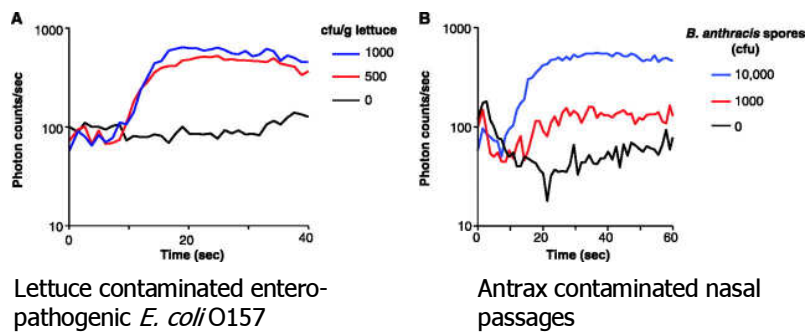 A
cfu/g lettuce
1000
500
0
1000
100
10
Photon counts/sec
0
20
40
Time (sec)
Lettuce contaminated entero-
pathogenic E. coli O157
B
B. anthracis spores
(cfu)
10,000
1000
0
1000
100
10
Photon counts/sec
0
20
40
60
Time (sec)
Antrax contaminated nasal
passages